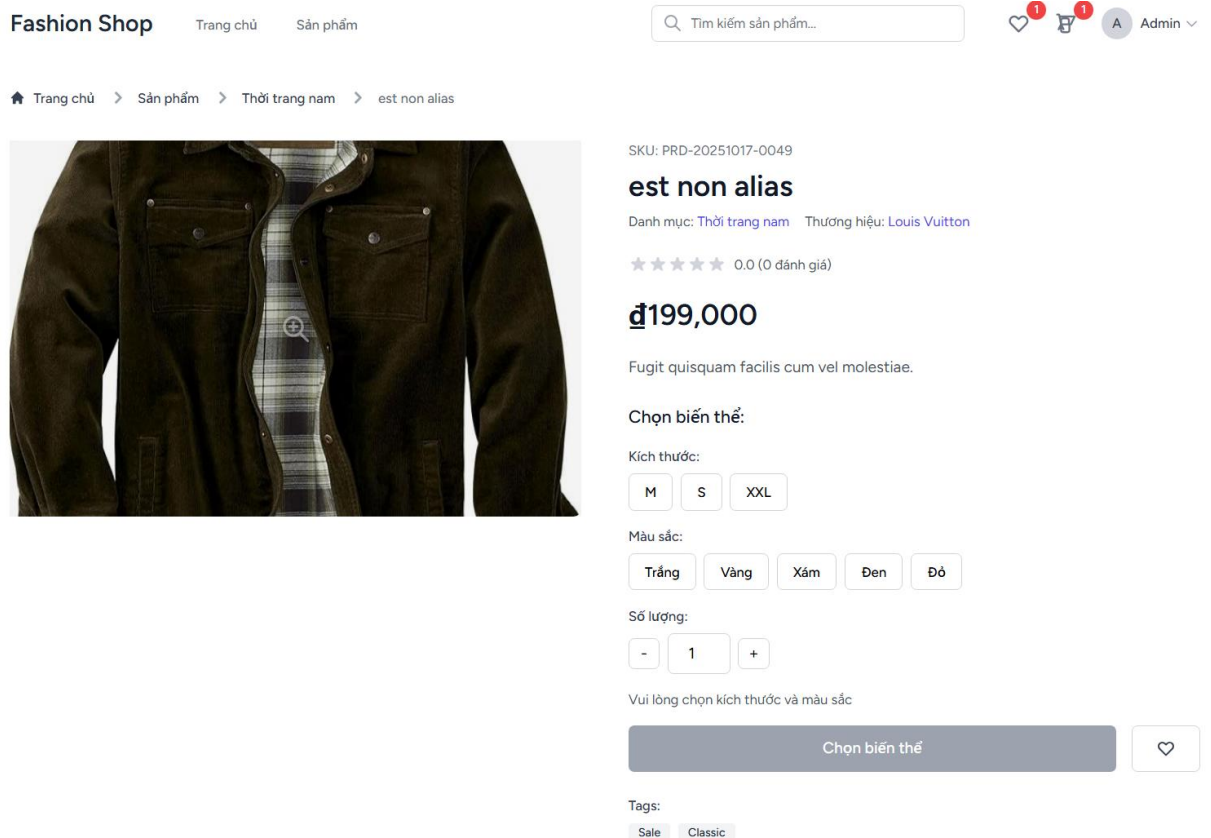 Fashion Shop Trang chủ Sản phẩm Tìm kiếm sản phẩm... 1 1 A Admin
Trang chủ Sản phẩm Thời trang nam est non alias
SKU: PRD-20251017-0049
est non alias
Danh mục: Thời trang nam Thương hiệu: Louis Vuitton
0.0 (0 đánh giá)
₫199,000
Fugit quisquam facilis cum vel molestiae.
Chọn biến thể:
Kích thước:
M S XXL
Màu sắc:
Trắng Vàng Xám Đen Đỏ
Số lượng:
- 1 +
Vui lòng chọn kích thước và màu sắc
Chọn biến thể
Tags:
Sale Classic